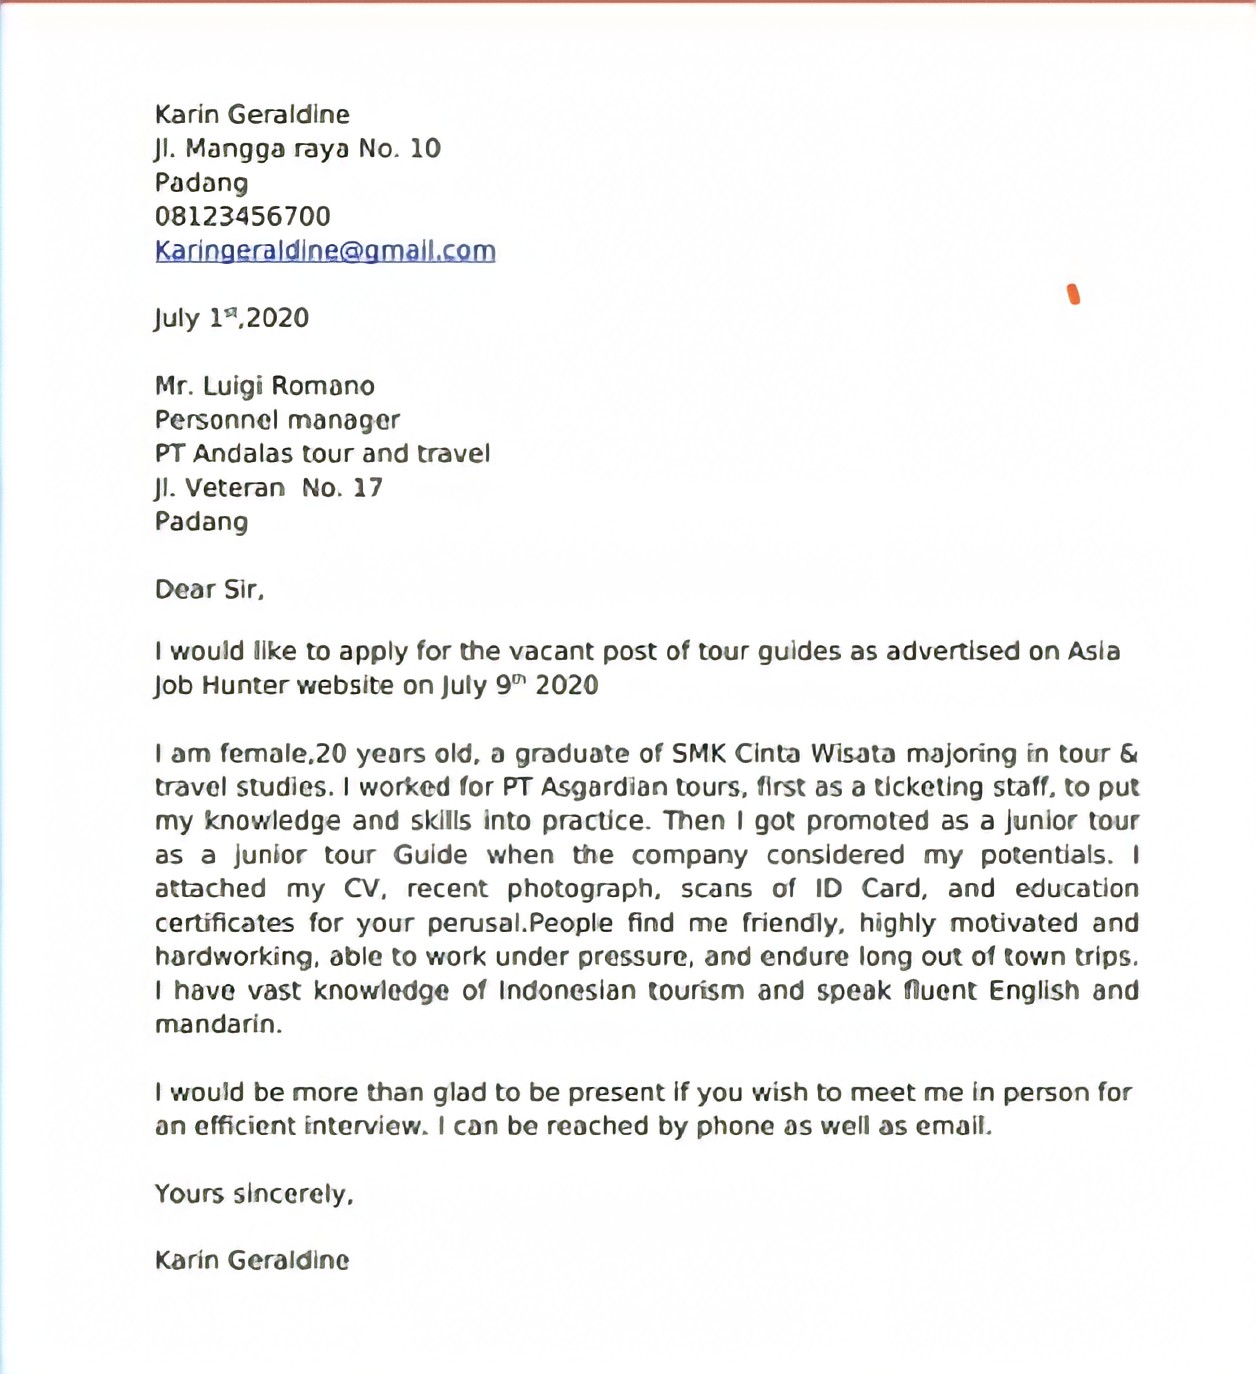 Karin Geraldine
Jl. Mangga raya No. 10
Padang
08123456700
Karingeraldine@gmail.com
July 1st,2020
Mr. Luigi Romano
Personnel manager
PT Andalas tour and travel
Jl. Veteran  No. 17
Padang
Dear Sir,
I would like to apply for the vacant post of tour guides as advertised on Asia
Job Hunter website on July 9th 2020
I am female,20 years old, a graduate of SMK Cinta Wisata majoring in tour &
travel studies. I worked for PT Asgardian tours, first as a ticketing staff, to put
my knowledge and skills into practice. Then I got promoted as a junior tour
as a junior tour Guide when the company considered my potentials. I
attached my CV, recent photograph, scans of ID Card, and education
certificates for your perusal.People find me friendly, highly motivated and
hardworking, able to work under pressure, and endure long out of town trips.
I have vast knowledge of Indonesian tourism and speak fluent English and
mandarin.
I would be more than glad to be present if you wish to meet me in person for
an efficient interview. I can be reached by phone as well as email.
Yours sincerely,
Karin Geraldine